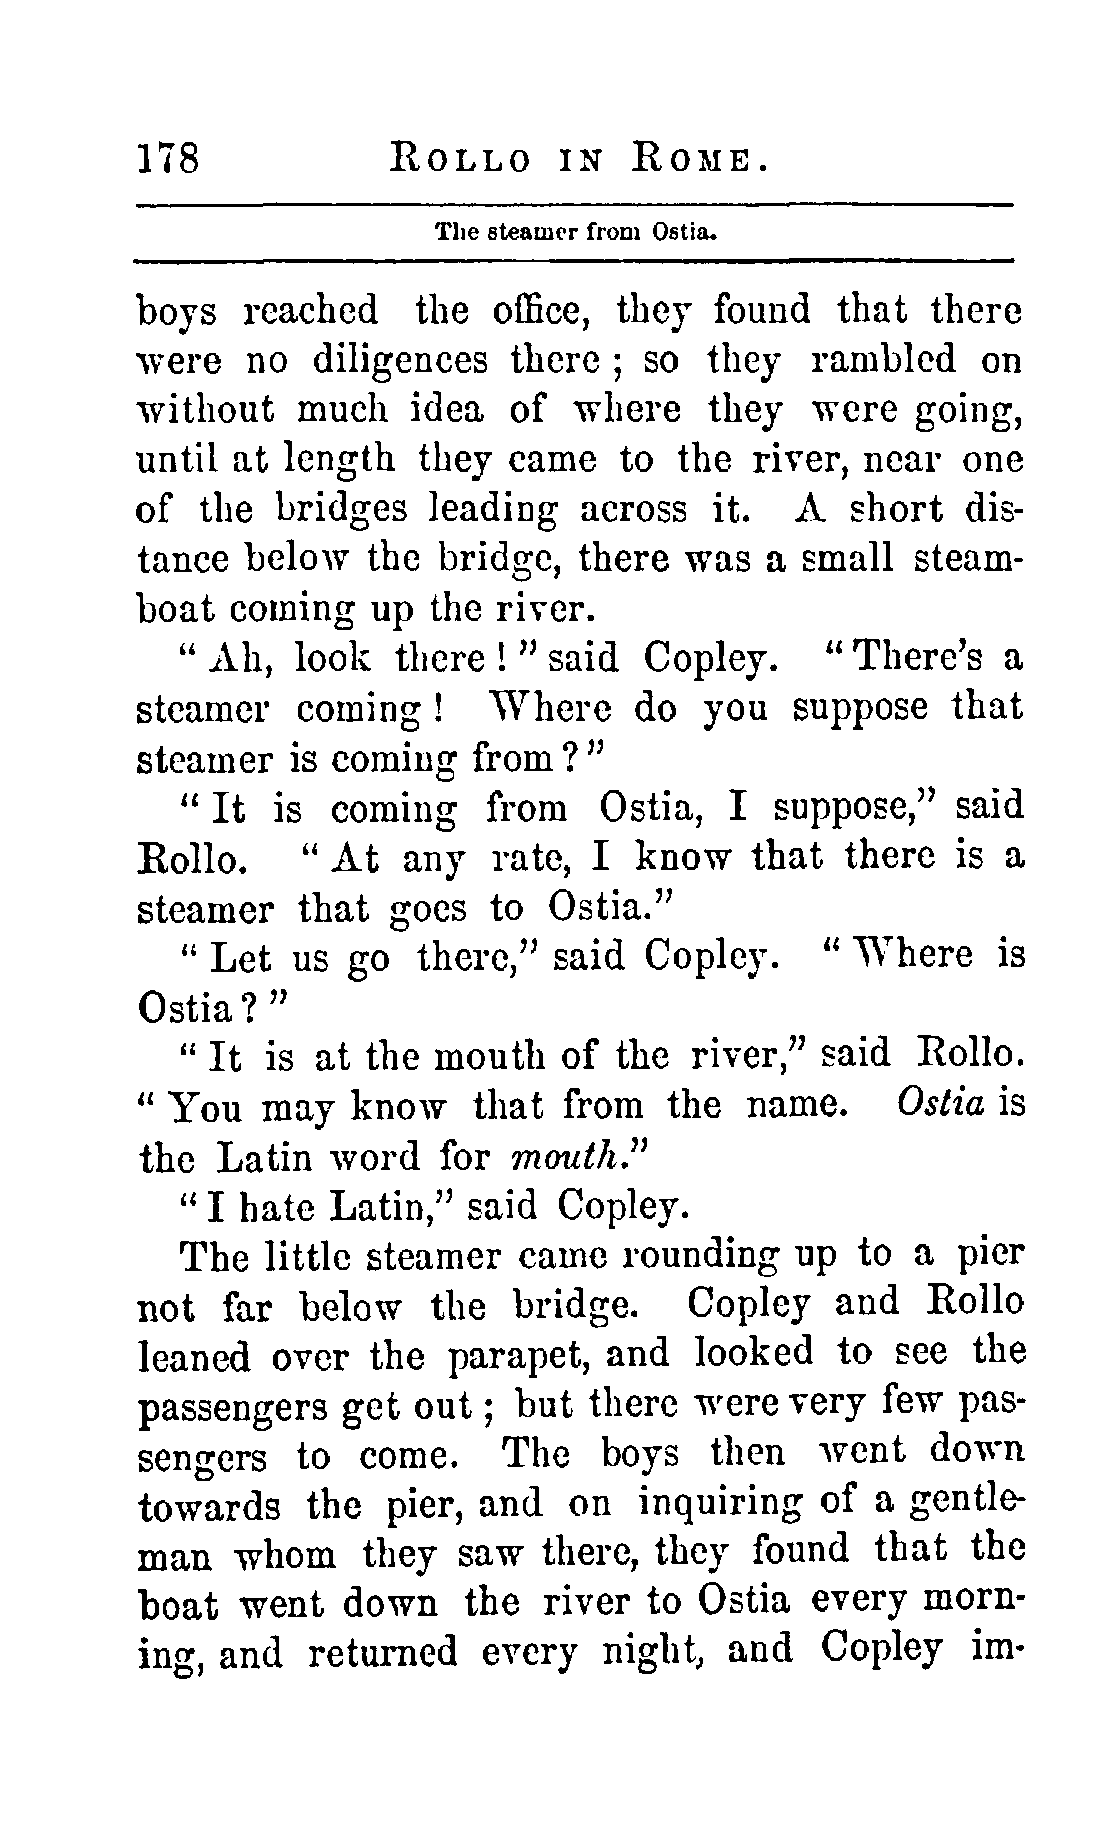 178 ROLLO IN ROME.
The steamer from Ostia.
boys reached the office, they found that there
were no diligences there ; so they rambled on
without much idea of where they were going,
until at length they came to the river, near one
of the bridges leading across it. A short dis-
tance below the bridge, there was a small steam-
boat coming up the river.
“ Ah, look there ! ” said Copley. “ There’s a
steamer coming ! Where do you suppose that
steamer is coming from ? ”
“ It is coming from Ostia, I suppose,” said
Rollo. “ At any rate, I know that there is a
steamer that goes to Ostia.”
“ Let us go there,” said Copley. “ Where is
Ostia ? ”
“ It is at the mouth of the river,” said Rollo.
“ You may know that from the name. Ostia is
the Latin word for mouth.”
“ I hate Latin,” said Copley.
The little steamer came rounding up to a pier
not far below the bridge. Copley and Rollo
leaned over the parapet, and looked to see the
passengers get out ; but there were very few pas-
sengers to come. The boys then went down
towards the pier, and on inquiring of a gentle-
man whom they saw there, they found that the
boat went down the river to Ostia every morn-
ing, and returned every night, and Copley im-